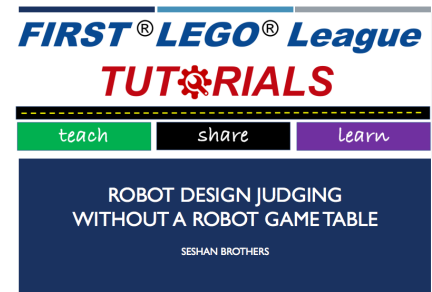 FIRST ® LEGO® League
TUTORIALS
teach share learn
ROBOT DESIGN JUDGING
WITHOUT A ROBOT GAME TABLE
SESHAN BROTHERS